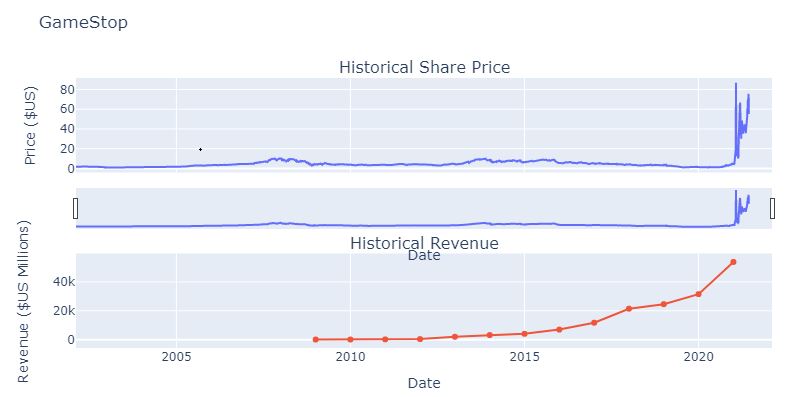 GameStop
Historical Share Price
Price ($US)
80
60
40
20
0
Historical Revenue
Date
Revenue ($US Millions)
40k
20k
0
2005 2010 2015 2020
Date